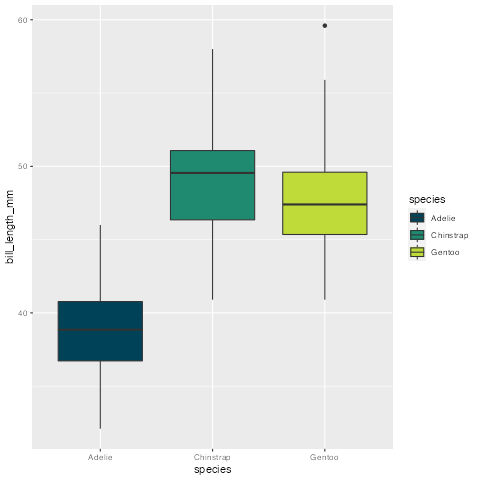 60
50
40
bill_length_mm
Adelie
Chinstrap
Gentoo
species
species
Adelie
Chinstrap
Gentoo